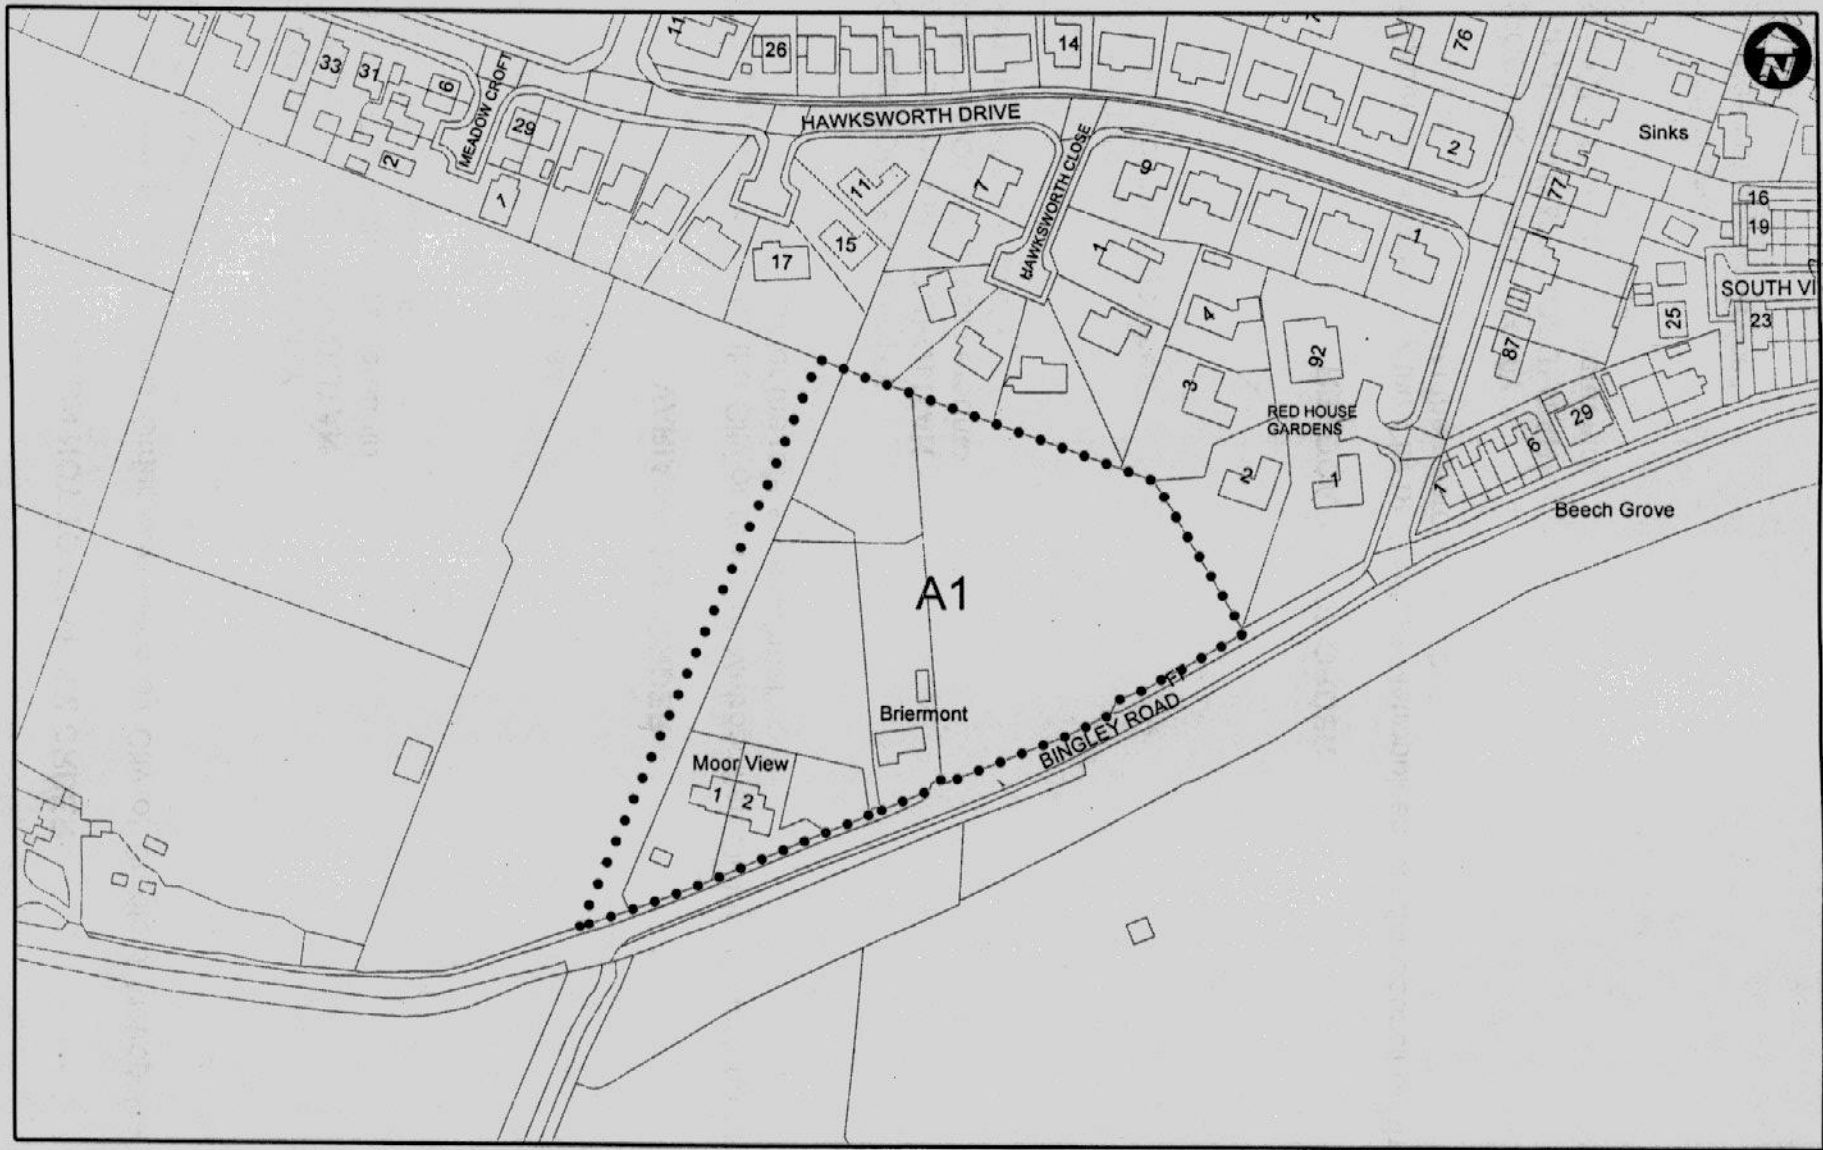 11
26
14
76
N
33
31
6
MEADOW CROFT
29
2
1
HAWKSWORTH DRIVE
HAWKSWORTH CLOSE
11
15
17
7
9
2
1
1
4
3
92
Sinks
77
16
19
SOUTH VI
23
25
87
RED HOUSE
GARDENS
2
1
1
6
29
Beech Grove
A1
FP
BINGLEY ROAD
Briermont
Moor View
1
2